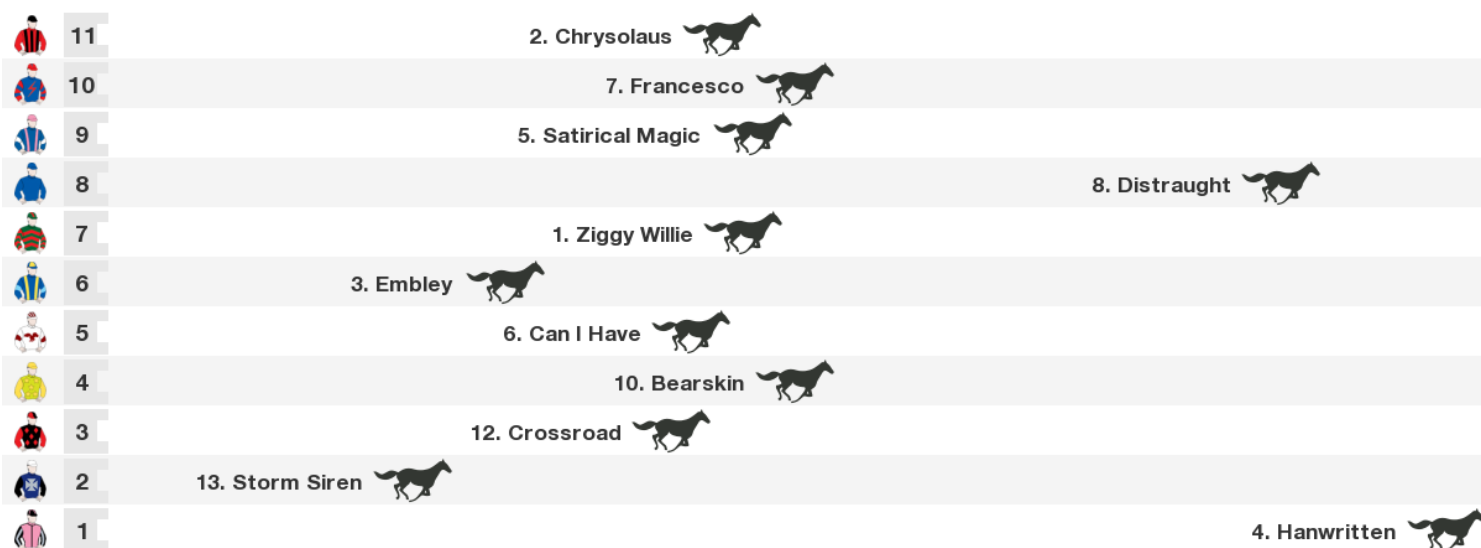 11 2. Chrysolaus
10 7. Francesco
9 5. Satirical Magic
8 8. Distraught
7 1. Ziggy Willie
6 3. Embley
5 6. Can I Have
4 10. Bearskin
3 12. Crossroad
2 13. Storm Siren
1 4. Hanwritten